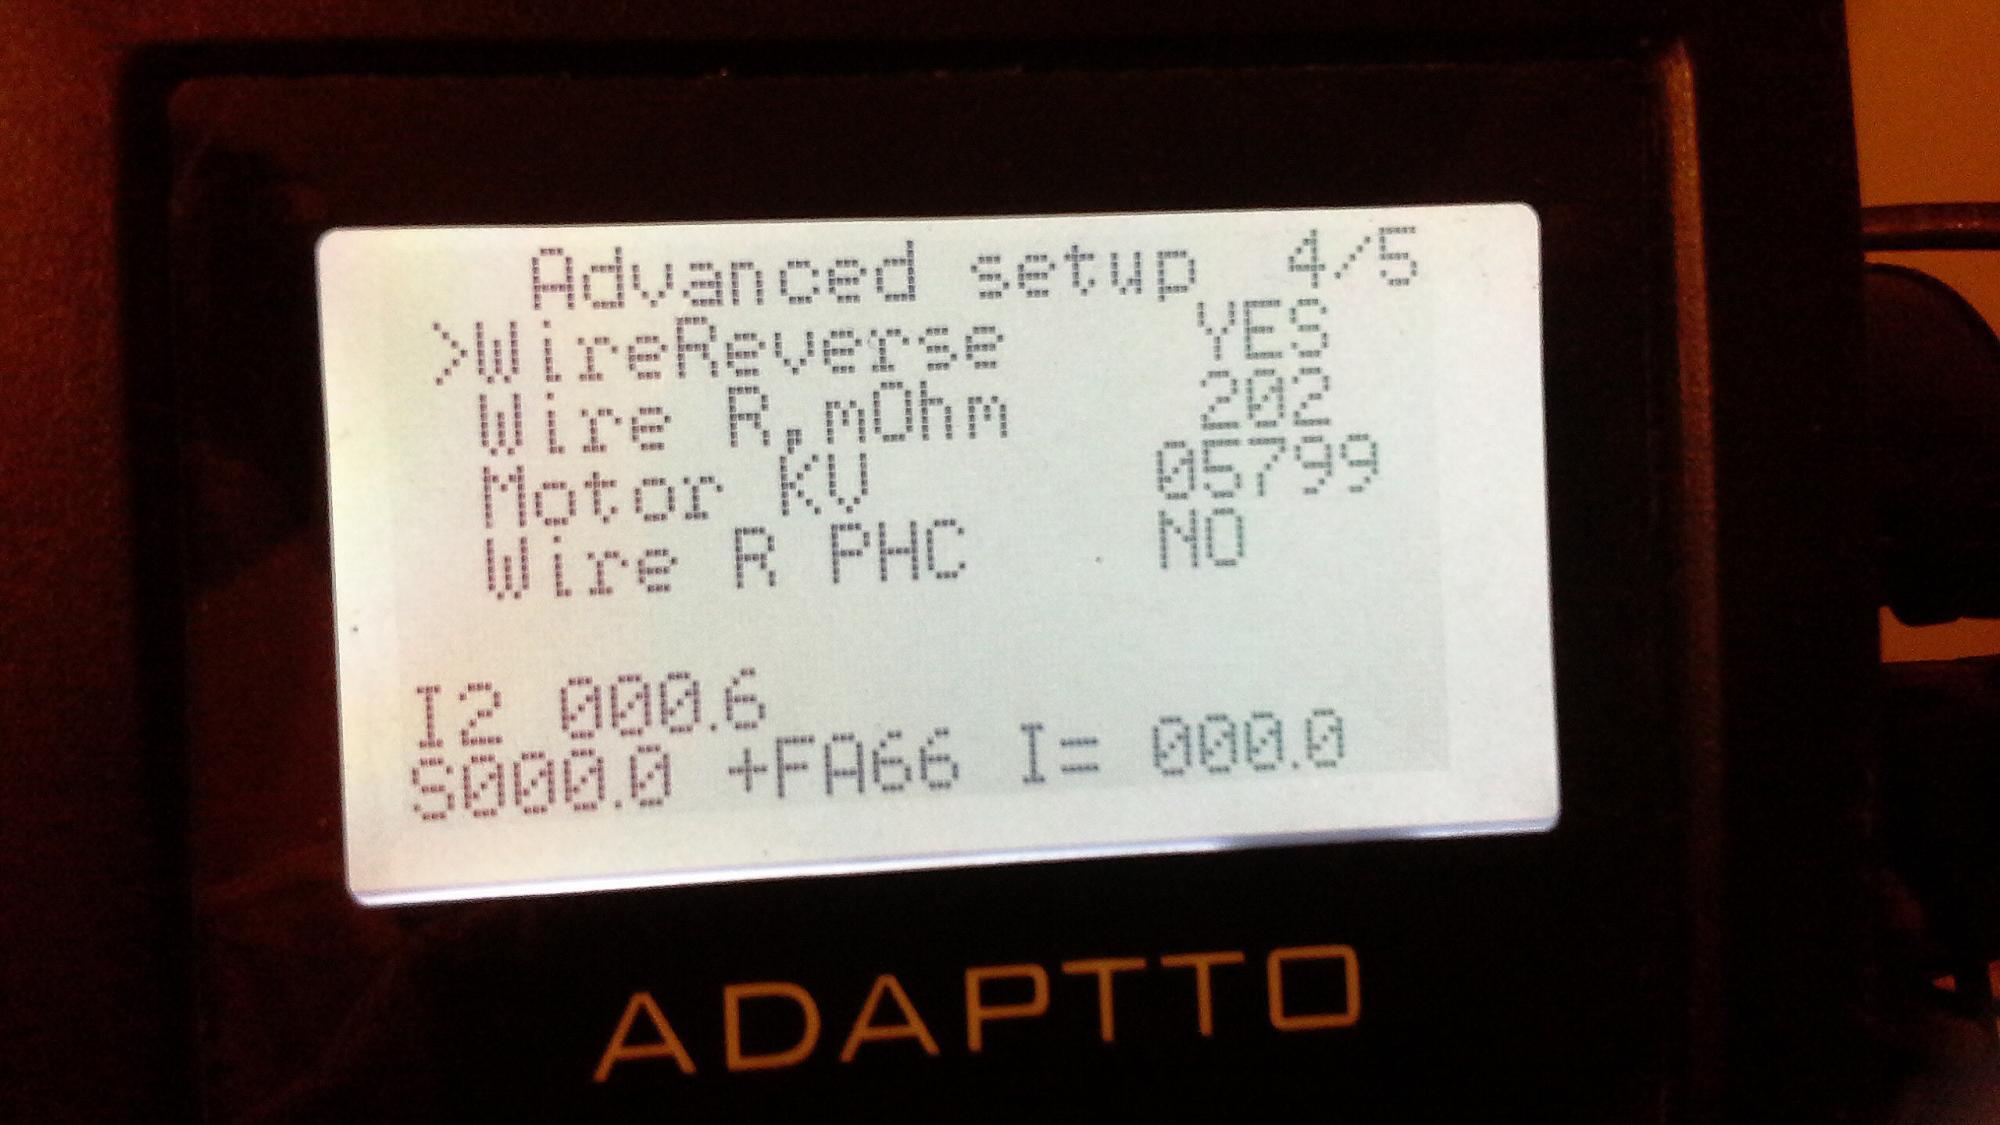 Advanced setup 4/5
>WireReverse YES
Wire R,mOhm 202
Motor KV 05799
Wire R PHC NO
I2 000.6
S000.0 +FA66 I= 000.0
ADAPTTO